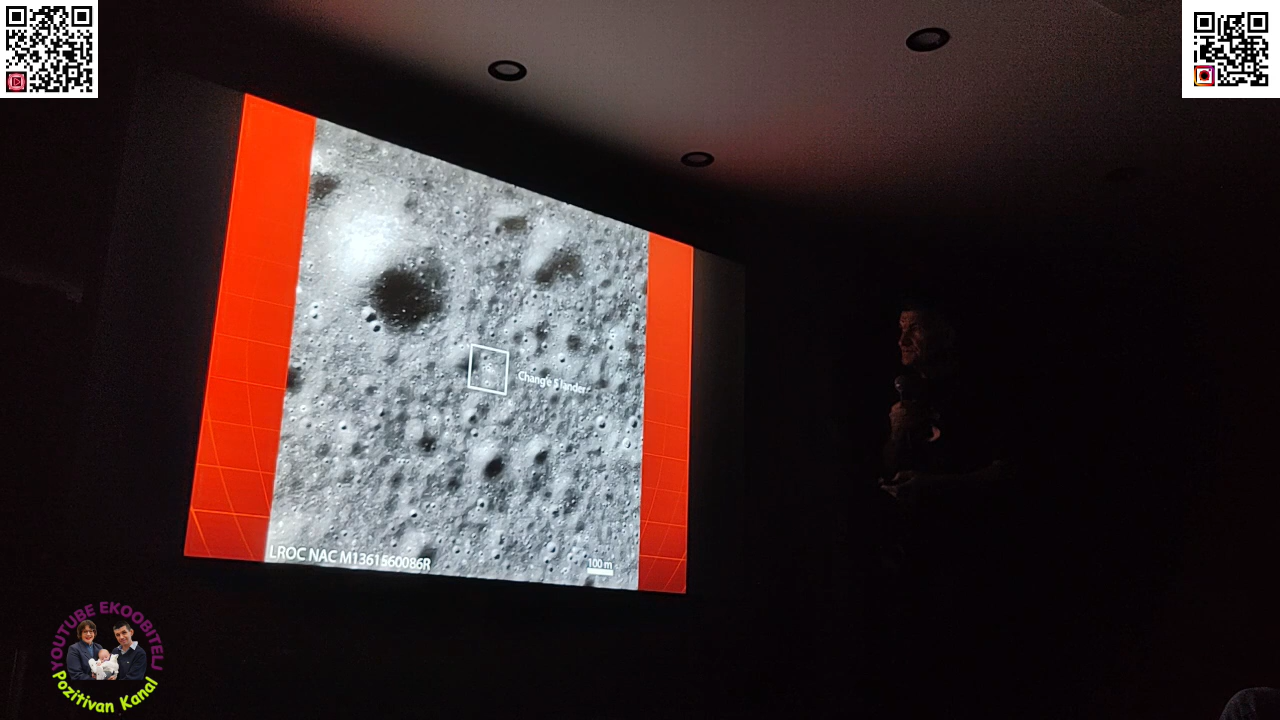 Chang'e 5 lander
LROC NAC M1361560086R
100 m
YOUTUBE EKOOBITELJ
Pozitivan Kanal